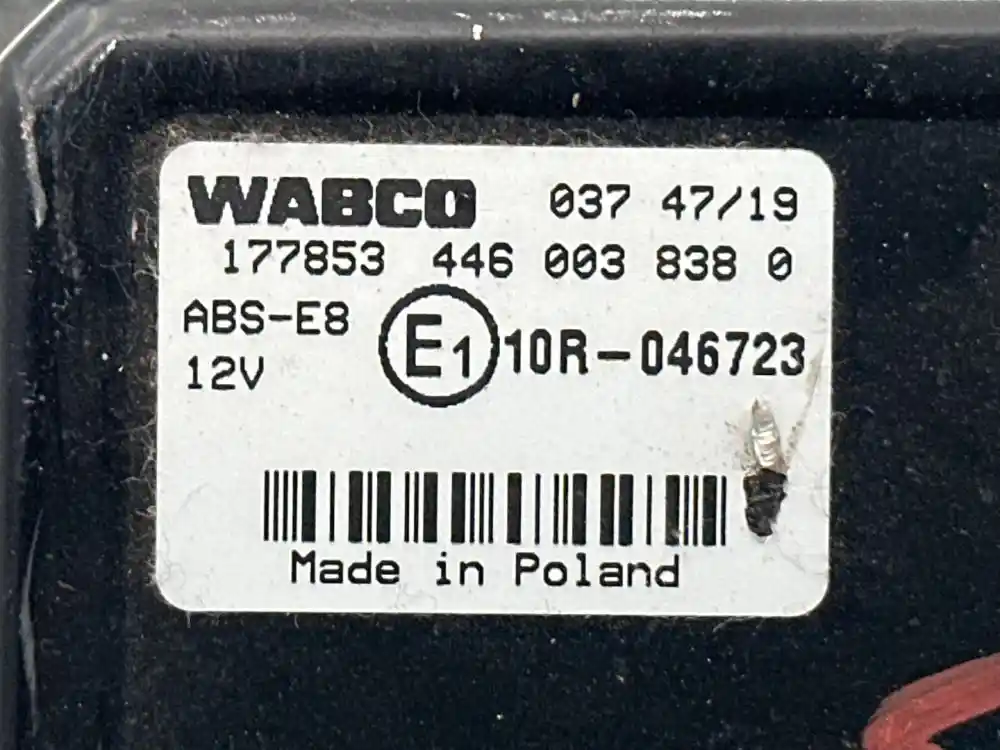 WABCO 037 47/19
177853 446 003 838 0
ABS-E8
12V
E1 10R-046723
Made in Poland